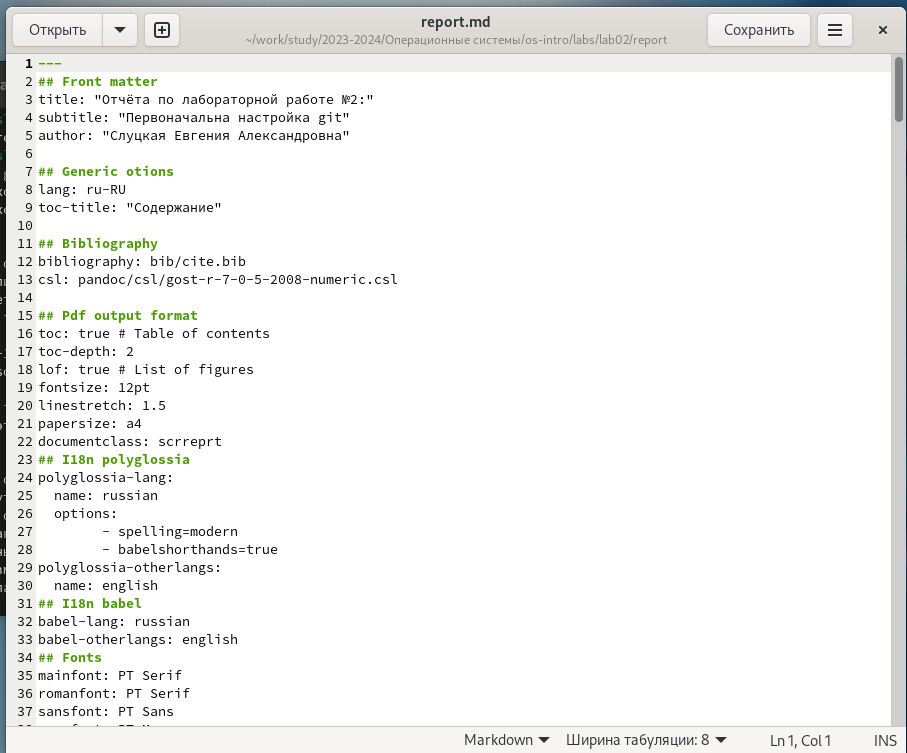 Открыть
report.md
~/work/study/2023-2024/Операционные системы/os-intro/labs/lab02/report
Сохранить
1 ---
2 ## Front matter
3 title: "Отчёта по лабораторной работе №2:"
4 subtitle: "Первоначальна настройка git"
5 author: "Слуцкая Евгения Александровна"
6
7 ## Generic otions
8 lang: ru-RU
9 toc-title: "Содержание"
10
11 ## Bibliography
12 bibliography: bib/cite.bib
13 csl: pandoc/csl/gost-r-7-0-5-2008-numeric.csl
14
15 ## Pdf output format
16 toc: true # Table of contents
17 toc-depth: 2
18 lof: true # List of figures
19 fontsize: 12pt
20 linestretch: 1.5
21 papersize: a4
22 documentclass: scrreprt
23 ## I18n polyglossia
24 polyglossia-lang:
25   name: russian
26   options:
27         - spelling=modern
28         - babelshorthands=true
29 polyglossia-otherlangs:
30   name: english
31 ## I18n babel
32 babel-lang: russian
33 babel-otherlangs: english
34 ## Fonts
35 mainfont: PT Serif
36 romanfont: PT Serif
37 sansfont: PT Sans
Markdown
Ширина табуляции: 8
Ln 1, Col 1
INS